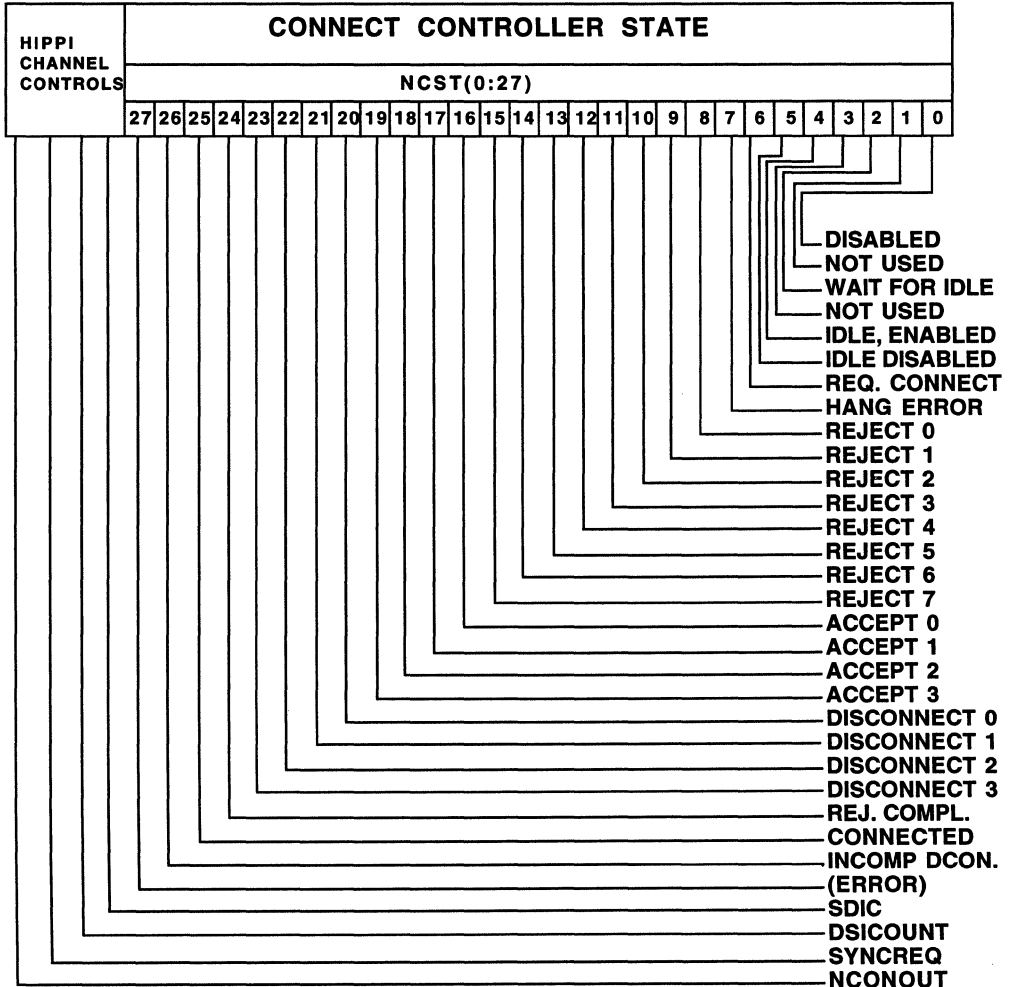 CONNECT CONTROLLER STATE
HIPPI
CHANNEL
CONTROLS
NCST(0:27)
27 26 25 24 23 22 21 20 19 18 17 16 15 14 13 12 11 10 9 8 7 6 5 4 3 2 1 0
DISABLED
NOT USED
WAIT FOR IDLE
NOT USED
IDLE, ENABLED
IDLE DISABLED
REQ. CONNECT
HANG ERROR
REJECT 0
REJECT 1
REJECT 2
REJECT 3
REJECT 4
REJECT 5
REJECT 6
REJECT 7
ACCEPT 0
ACCEPT 1
ACCEPT 2
ACCEPT 3
DISCONNECT 0
DISCONNECT 1
DISCONNECT 2
DISCONNECT 3
REJ. COMPL.
CONNECTED
INCOMP DCON.
(ERROR)
SDIC
DSICOUNT
SYNCREQ
NCONOUT